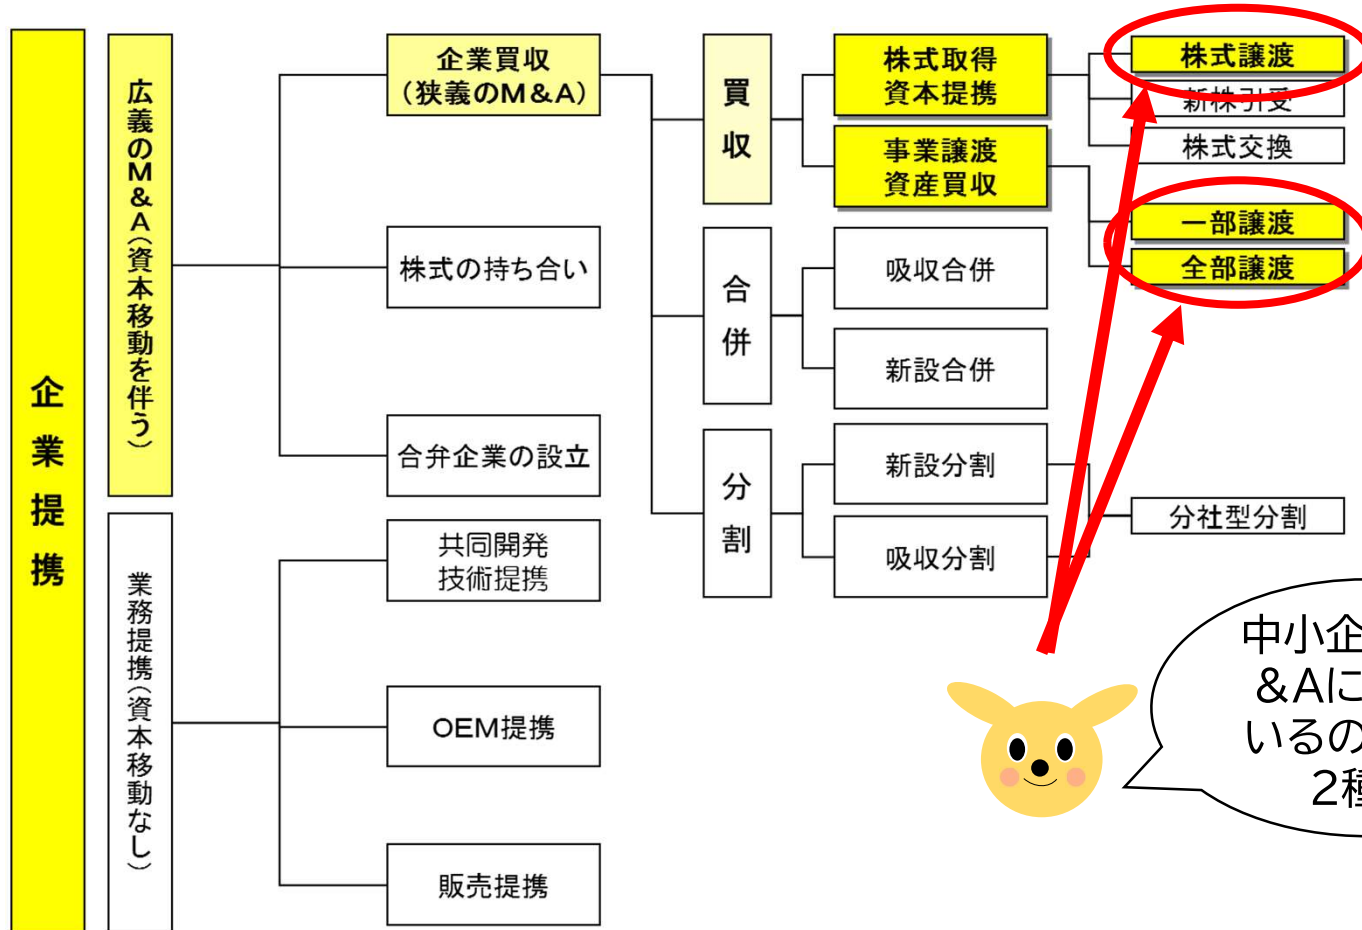 企業提携
広義のM&A(資本移動を伴う)
業務提携(資本移動なし)
企業買収
(狭義のM&A)
株式の持ち合い
合弁企業の設立
共同開発
技術提携
OEM提携
販売提携
買収
合併
分割
株式取得
資本提携
事業譲渡
資産買収
吸収合併
新設合併
新設分割
吸収分割
株式譲渡
新株引受
株式交換
一部譲渡
全部譲渡
分社型分割
中小企
&Aに
いるの
2種